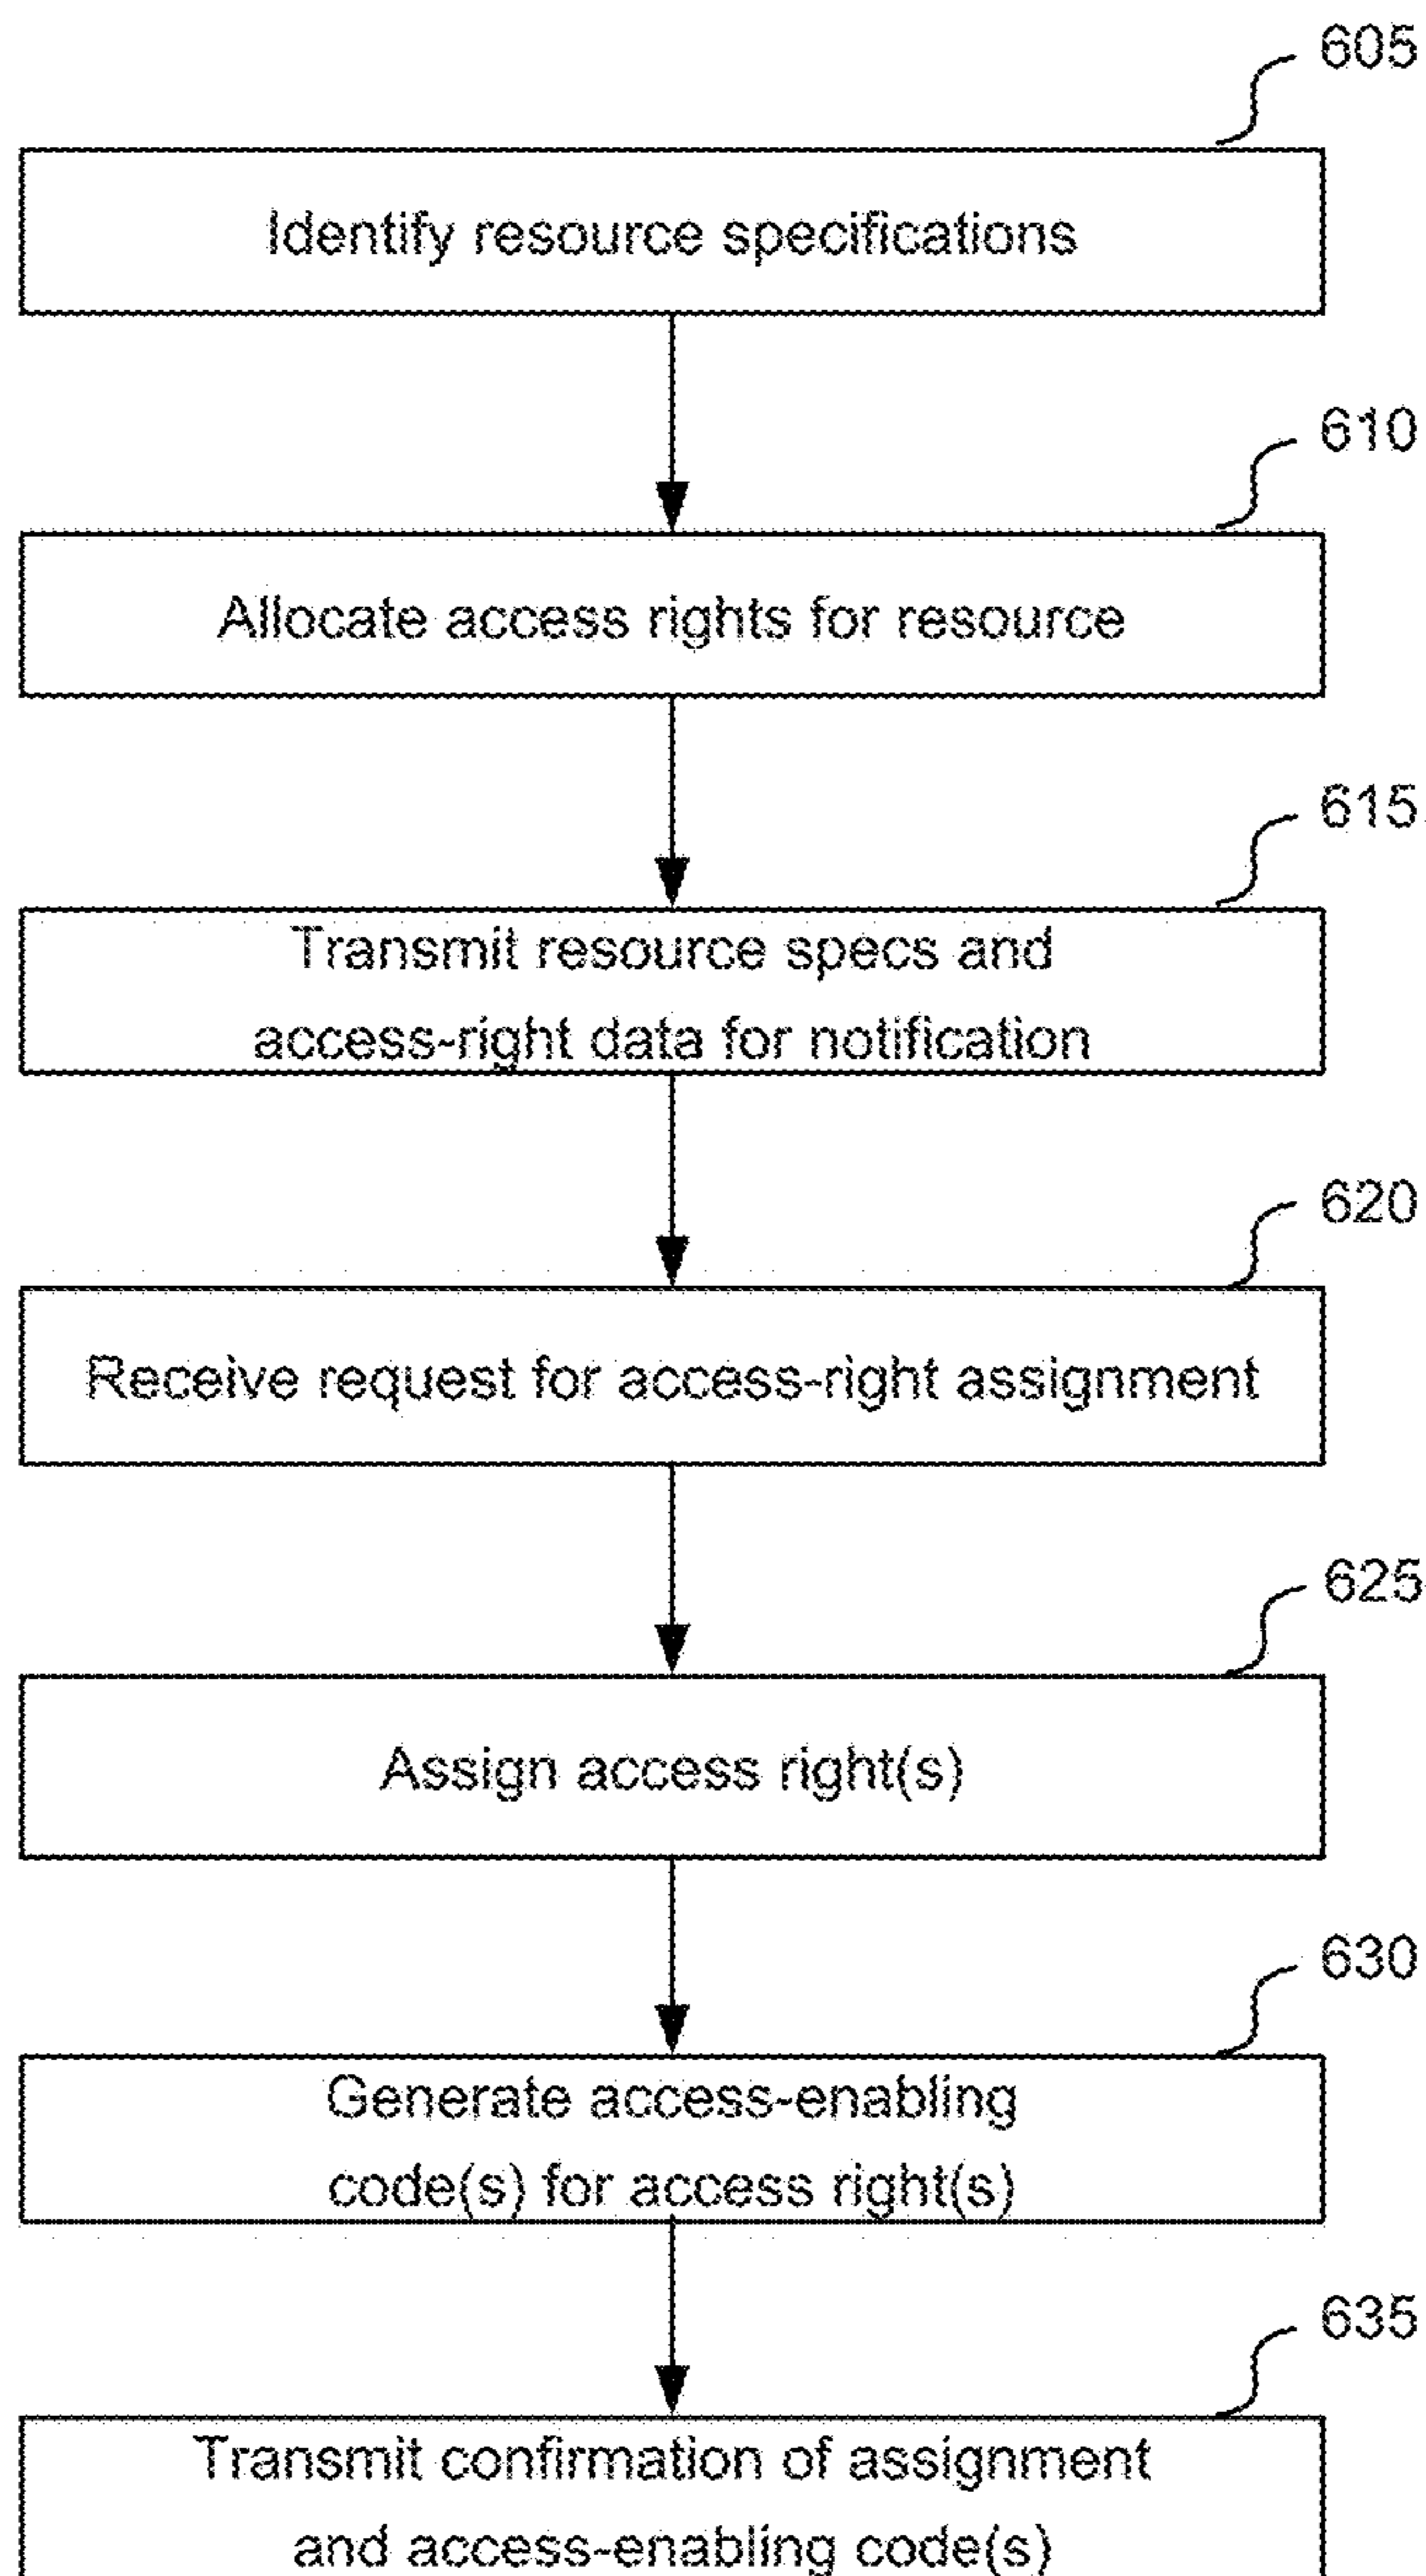 605
Identify resource specifications
610
Allocate access rights for resource
615
Transmit resource specs and
access-right data for notification
620
Receive request for access-right assignment
625
Assign access right(s)
630
Generate access-enabling
code(s) for access right(s)
635
Transmit confirmation of assignment
and access-enabling code(s)